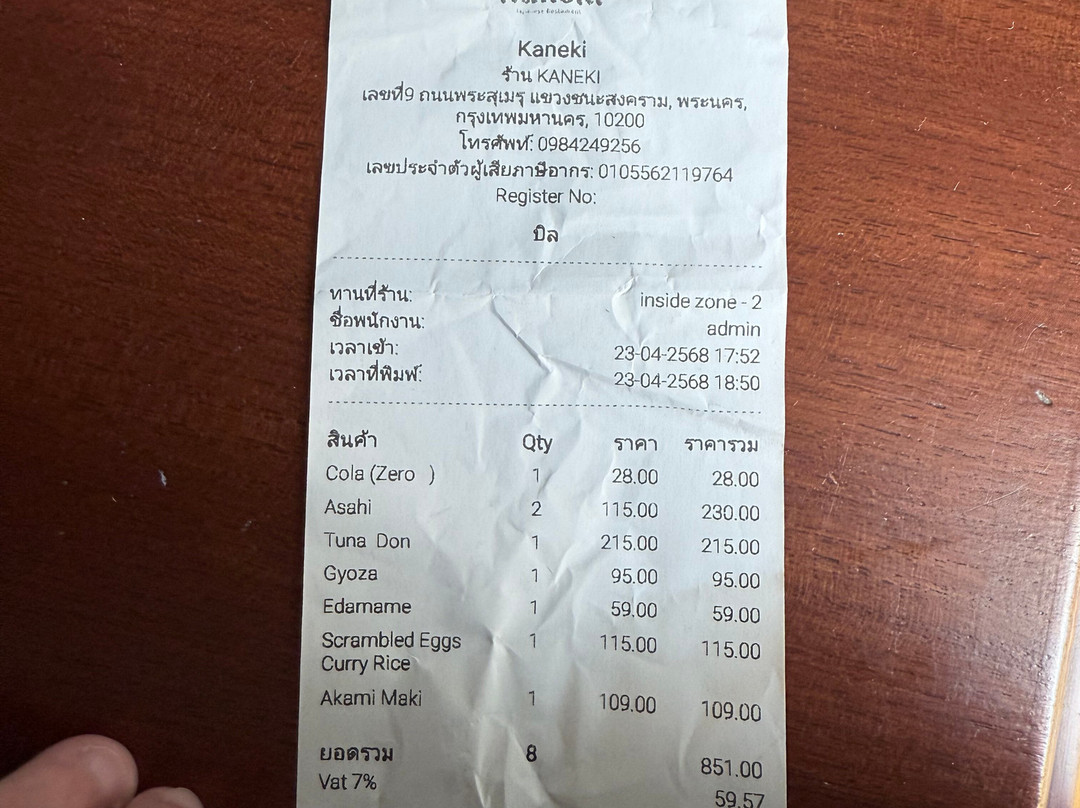 Japanese Restaurant
Kaneki
ร้าน KANEKI
เลขที่9 ถนนพระสุเมรุ แขวงชนะสงคราม, พระนคร,
กรุงเทพมหานคร, 10200
โทรศัพท์: 0984249256
เลขประจำตัวผู้เสียภาษีอากร: 0105562119764
Register No:
บิล
ทานที่ร้าน: inside zone - 2
ชื่อพนักงาน: admin
เวลาเข้า: 23-04-2568 17:52
เวลาที่พิมพ์: 23-04-2568 18:50
สินค้า Qty ราคา ราคารวม
Cola (Zero ) 1 28.00 28.00
Asahi 2 115.00 230.00
Tuna Don 1 215.00 215.00
Gyoza 1 95.00 95.00
Edamame 1 59.00 59.00
Scrambled Eggs 1 115.00 115.00
Curry Rice
Akami Maki 1 109.00 109.00
ยอดรวม 8 851.00
Vat 7% 59.57